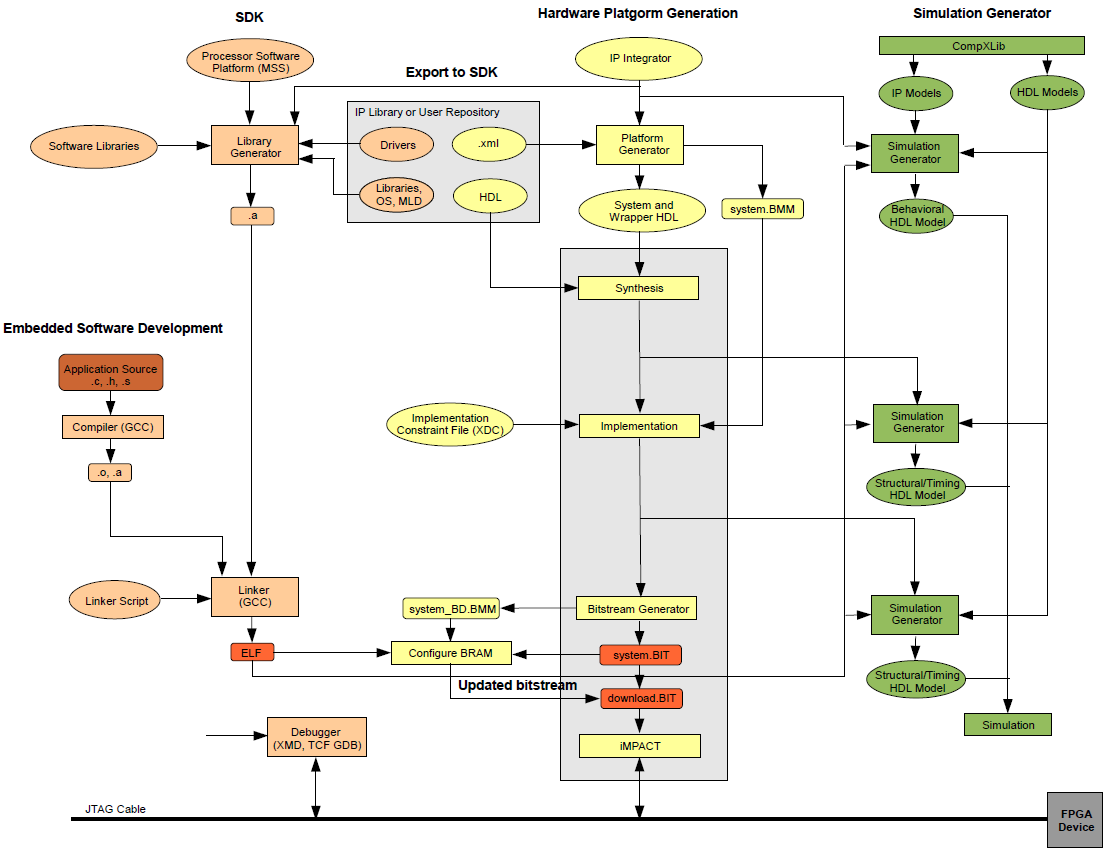 SDK
Hardware Platgorm Generation
Simulation Generator
Processor Software
Platform (MSS)
IP Integrator
CompXLib
Export to SDK
IP Models
HDL Models
IP Library or User Repository
Software Libraries
Library
Generator
Drivers
.xml
Platform
Generator
Simulation
Generator
Libraries,
OS, MLD
HDL
System and
Wrapper HDL
system.BMM
Behavioral
HDL Model
.a
Synthesis
Embedded Software Development
Application Source
.c, .h, .s
Compiler (GCC)
Implementation
Constraint File (XDC)
Implementation
Simulation
Generator
.o, .a
Structural/Timing
HDL Model
Linker Script
Linker
(GCC)
system_BD.BMM
Bitstream Generator
Simulation
Generator
ELF
Configure BRAM
system.BIT
Updated bitstream
download.BIT
Structural/Timing
HDL Model
Debugger
(XMD, TCF GDB)
iMPACT
Simulation
JTAG Cable
FPGA
Device